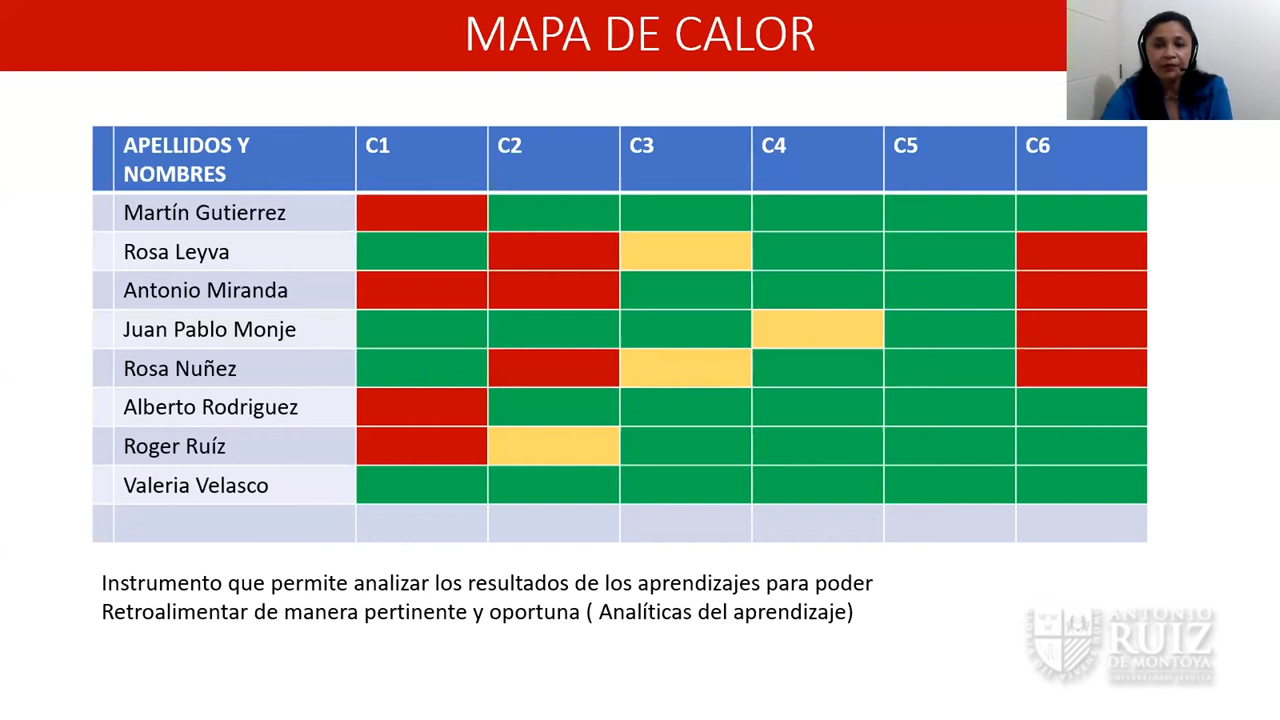 MAPA DE CALOR
APELLIDOS Y
NOMBRES
C1
C2
C3
C4
C5
C6
Martín Gutierrez
Rosa Leyva
Antonio Miranda
Juan Pablo Monje
Rosa Nuñez
Alberto Rodriguez
Roger Ruíz
Valeria Velasco
Instrumento que permite analizar los resultados de los aprendizajes para poder
Retroalimentar de manera pertinente y oportuna ( Analíticas del aprendizaje)
ANTONIO
RUIZ
DE MONTOYA
UNIVERSIDAD JESUITA